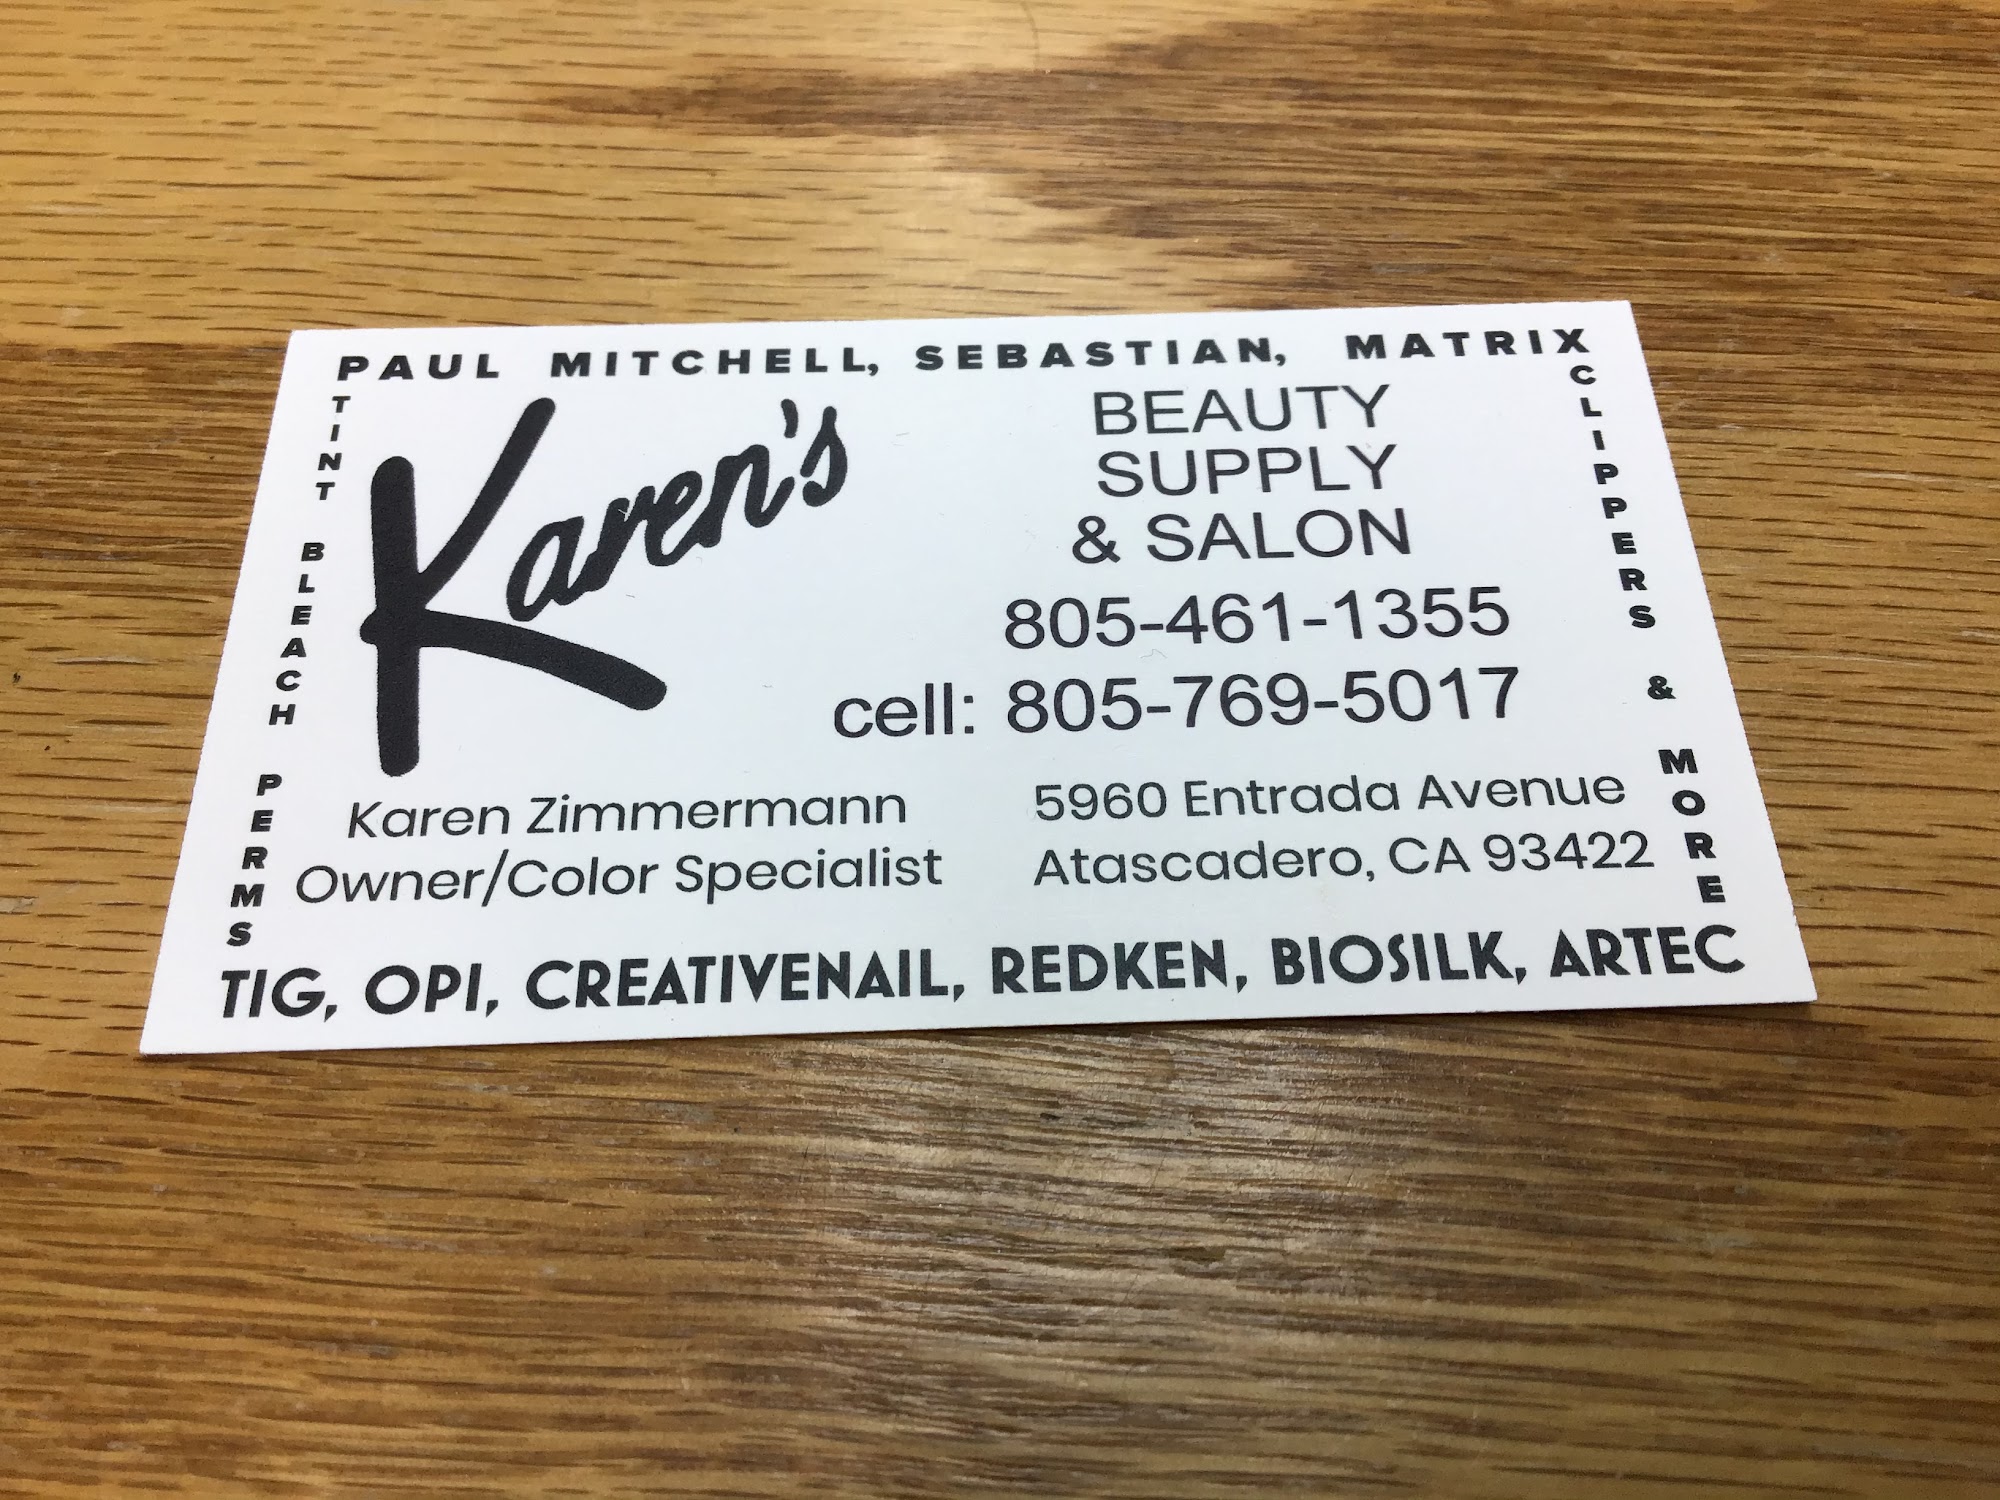 PAUL MITCHELL, SEBASTIAN, MATRIX
TINT BLEACH PERMS
Karen's
BEAUTY
SUPPLY
& SALON
805-461-1355
cell: 805-769-5017
Karen Zimmermann
Owner/Color Specialist
5960 Entrada Avenue
Atascadero, CA 93422
CLIPPERS & MORE
TIG, OPI, CREATIVENAIL, REDKEN, BIOSILK, ARTEC